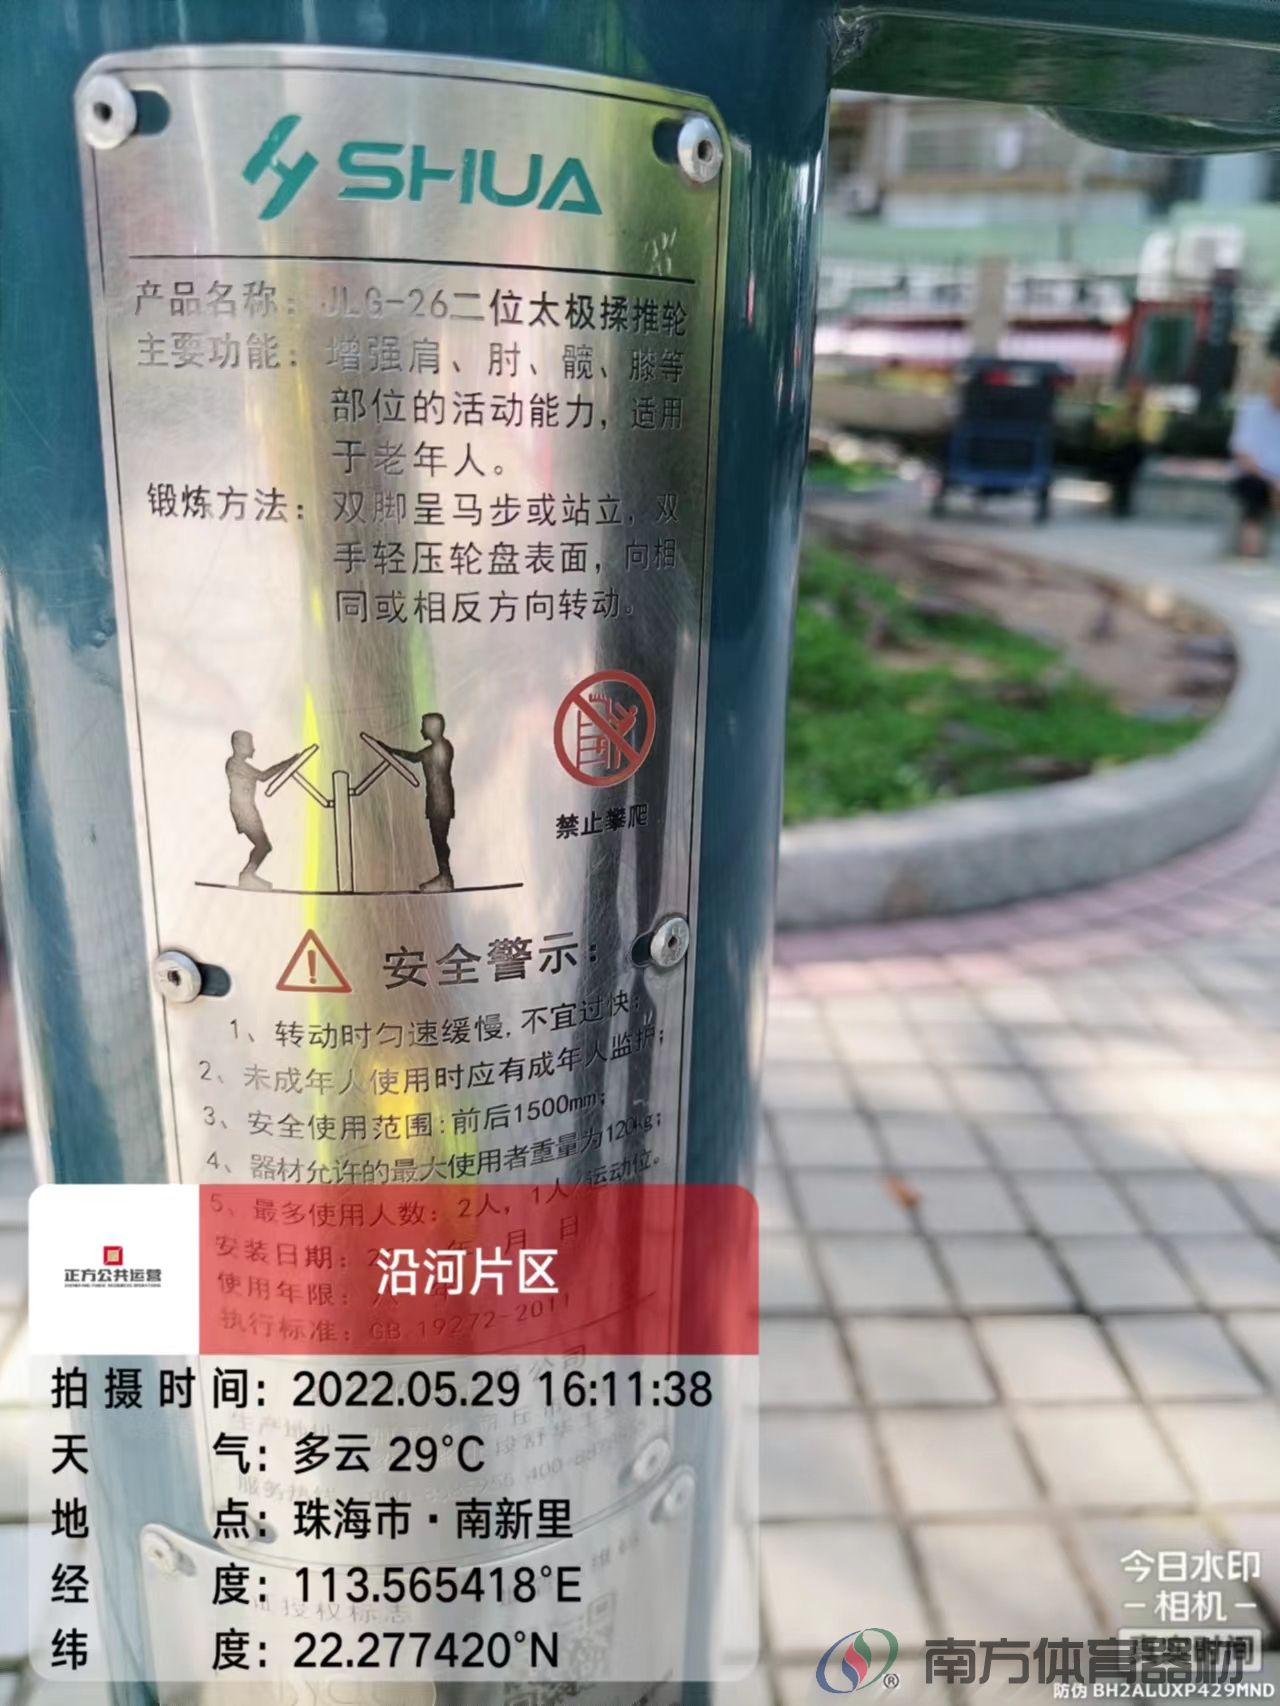 SHUA
产品名称：JLG-26二位太极揉推轮
主要功能：增强肩、肘、髋、膝等
部位的活动能力，适用
于老年人。
锻炼方法：双脚呈马步或站立，双
手轻压轮盘表面，向相
同或相反方向转动。
禁止攀爬
安全警示：
1、转动时匀速缓慢，不宜过快；
2、未成年人使用时应有成年人监护；
3、安全使用范围：前后1500mm；
4、器材允许的最大使用者重量为120kg；
5、最多使用人数：2人，1人/运动位。
安装日期：2 年 月 日
使用年限： 年
执行标准：GB 19272-2011
正方公共运营
沿河片区
拍摄时间：2022.05.29 16:11:38
天气：多云 29°C
地点：珠海市·南新里
经度：113.565418°E
纬度：22.277420°N
授权标志
今日水印
-相机-
南方体育器材
®
防伪 BH2ALUXP429MND